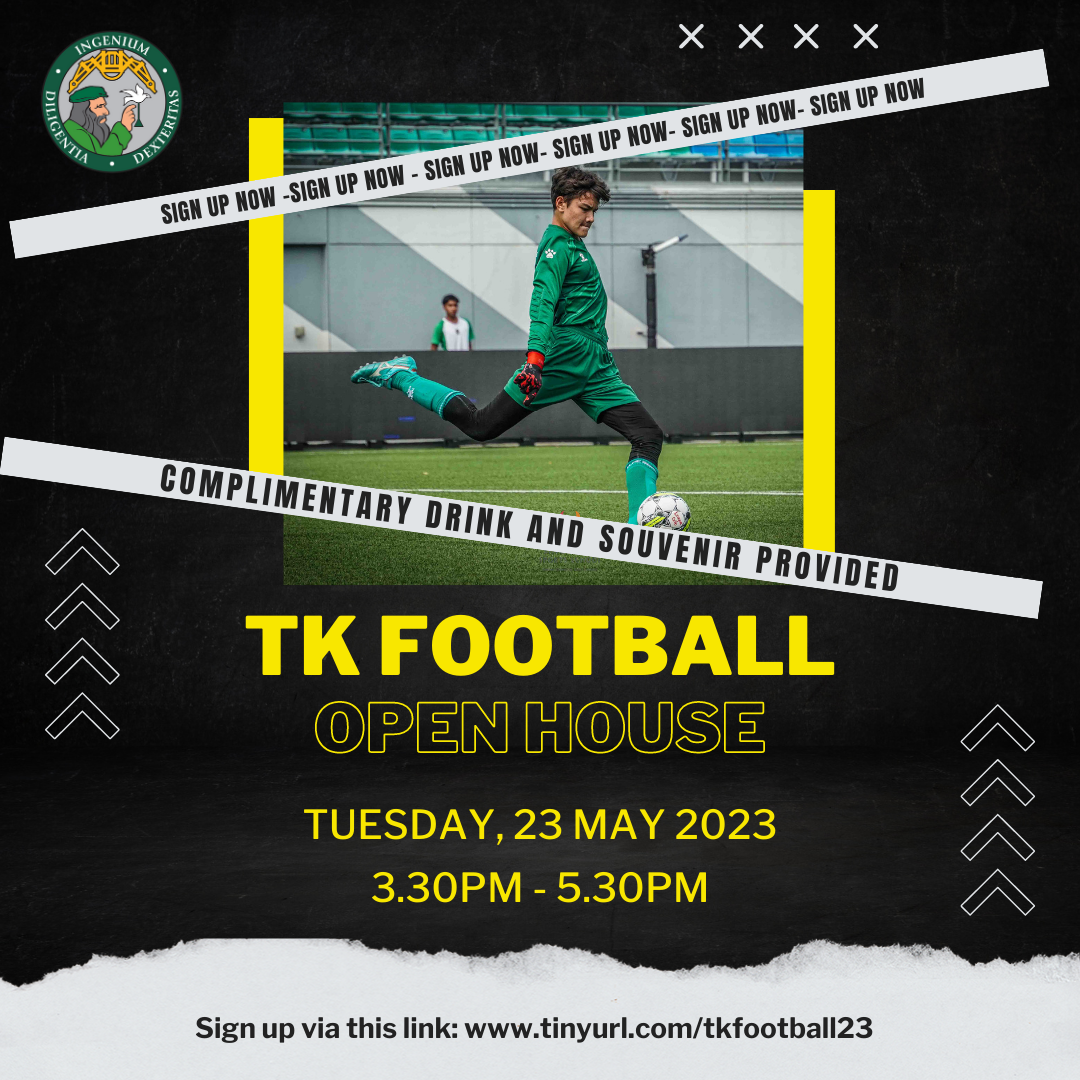 INGENIUM
DILIGENTIA
DEXTERITAS
SIGN UP NOW -SIGN UP NOW - SIGN UP NOW- SIGN UP NOW- SIGN UP NOW- SIGN UP NOW
COMPLIMENTARY DRINK AND SOUVENIR PROVIDED
TK FOOTBALL
OPEN HOUSE
TUESDAY, 23 MAY 2023
3.30PM - 5.30PM
Sign up via this link: www.tinyurl.com/tkfootball23